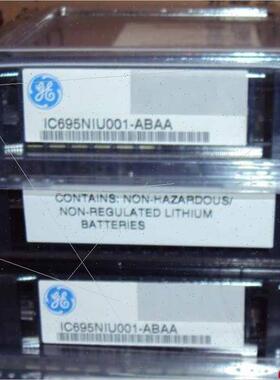 IC695NIU001-ABAA
CONTAINS: NON-HAZARDOUS/
NON-REGULATED LITHIUM
BATTERIES
IC695NIU001-ABAA